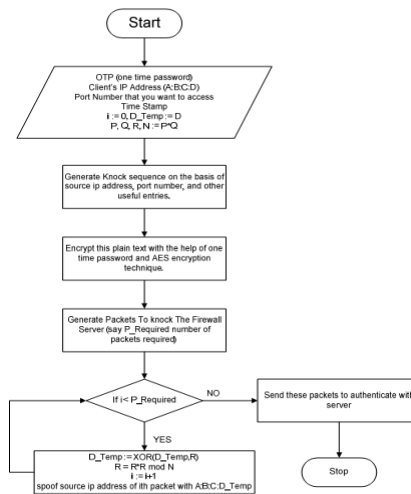 Start
OTP (one time password)
Client's IP Address (A:B:C:D)
Port Number that you want to access
Time Stamp
i := 0, D_Temp := D
P, Q, R, N := P*Q
Generate Knock sequence on the basis of
source ip address, port number, and other
useful entries.
Encrypt this plain text with the help of one
time password and AES encryption
technique.
Generate Packets To knock The Firewall
Server (say P_Required number of
packets required)
If i< P_Required
NO
Send these packets to authenticate with
server
YES
D_Temp := XOR(D_Temp,R)
R = R*R mod N
i := i+1
spoof source ip address of ith packet with A:B:C:D_Temp
Stop